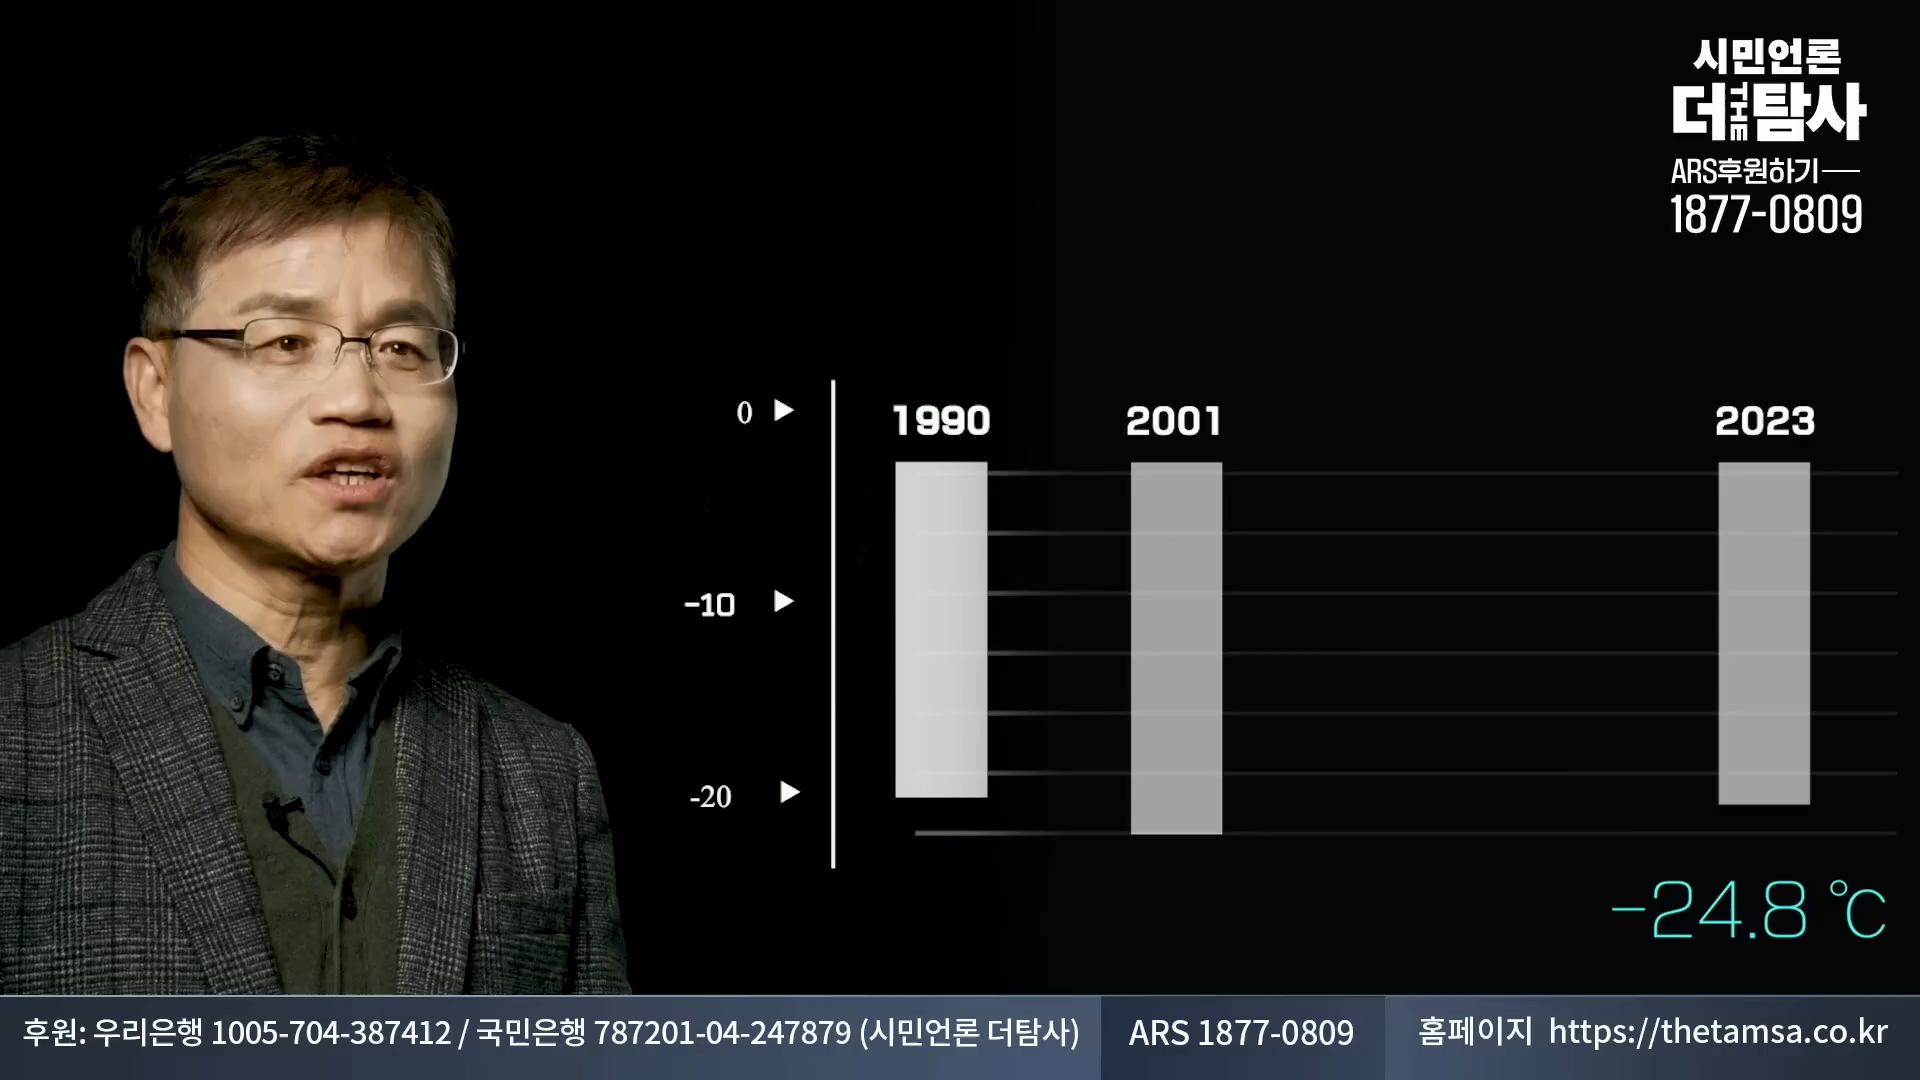 시민언론
더탐사
THE
ARS후원하기
1877-0809
0
1990
2001
2023
-10
-20
-24.8 ℃
후원: 우리은행 1005-704-387412 / 국민은행 787201-04-247879 (시민언론 더탐사)
ARS 1877-0809
홈페이지 https://thetamsa.co.kr